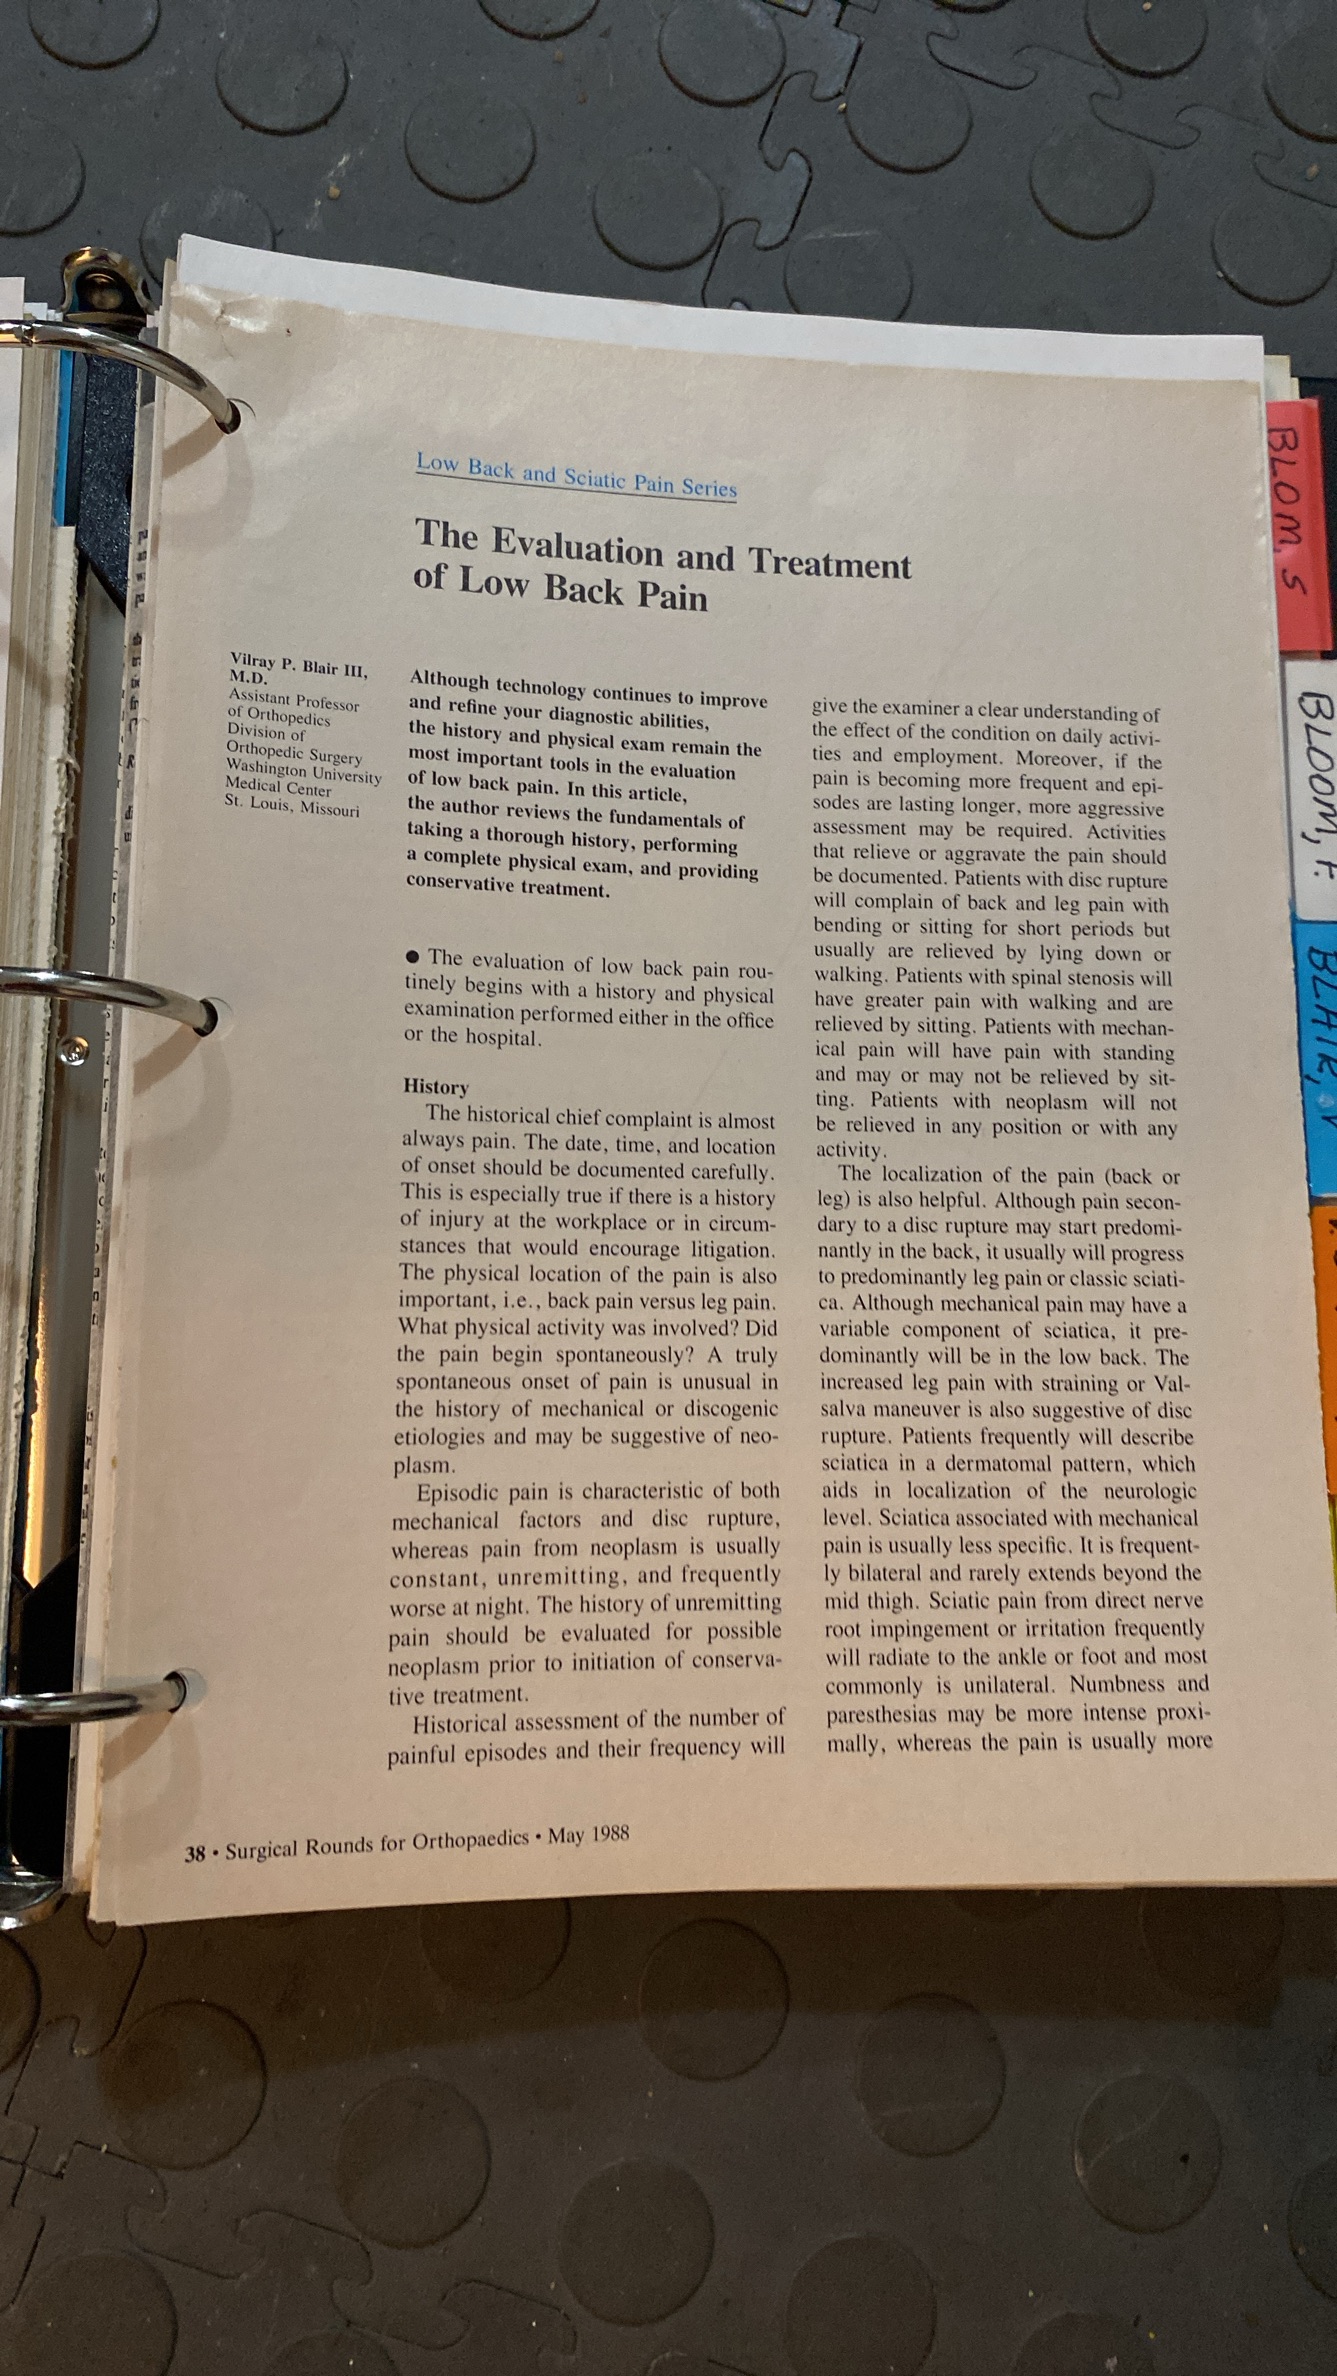 Low Back and Sciatic Pain Series
The Evaluation and Treatment
of Low Back Pain
Vilray P. Blair III,
M.D.
Assistant Professor
of Orthopedics
Division of
Orthopedic Surgery
Washington University
Medical Center
St. Louis, Missouri
Although technology continues to improve
and refine your diagnostic abilities,
the history and physical exam remain the
most important tools in the evaluation
of low back pain. In this article,
the author reviews the fundamentals of
taking a thorough history, performing
a complete physical exam, and providing
conservative treatment.
● The evaluation of low back pain rou-
tinely begins with a history and physical
examination performed either in the office
or the hospital.
History
The historical chief complaint is almost
always pain. The date, time, and location
of onset should be documented carefully.
This is especially true if there is a history
of injury at the workplace or in circum-
stances that would encourage litigation.
The physical location of the pain is also
important, i.e., back pain versus leg pain.
What physical activity was involved? Did
the pain begin spontaneously? A truly
spontaneous onset of pain is unusual in
the history of mechanical or discogenic
etiologies and may be suggestive of neo-
plasm.
Episodic pain is characteristic of both
mechanical factors and disc rupture,
whereas pain from neoplasm is usually
constant, unremitting, and frequently
worse at night. The history of unremitting
pain should be evaluated for possible
neoplasm prior to initiation of conserva-
tive treatment.
Historical assessment of the number of
painful episodes and their frequency will
give the examiner a clear understanding of
the effect of the condition on daily activi-
ties and employment. Moreover, if the
pain is becoming more frequent and epi-
sodes are lasting longer, more aggressive
assessment may be required. Activities
that relieve or aggravate the pain should
be documented. Patients with disc rupture
will complain of back and leg pain with
bending or sitting for short periods but
usually are relieved by lying down or
walking. Patients with spinal stenosis will
have greater pain with walking and are
relieved by sitting. Patients with mechan-
ical pain will have pain with standing
and may or may not be relieved by sit-
ting. Patients with neoplasm will not
be relieved in any position or with any
activity.
The localization of the pain (back or
leg) is also helpful. Although pain secon-
dary to a disc rupture may start predomi-
nantly in the back, it usually will progress
to predominantly leg pain or classic sciati-
ca. Although mechanical pain may have a
variable component of sciatica, it pre-
dominantly will be in the low back. The
increased leg pain with straining or Val-
salva maneuver is also suggestive of disc
rupture. Patients frequently will describe
sciatica in a dermatomal pattern, which
aids in localization of the neurologic
level. Sciatica associated with mechanical
pain is usually less specific. It is frequent-
ly bilateral and rarely extends beyond the
mid thigh. Sciatic pain from direct nerve
root impingement or irritation frequently
will radiate to the ankle or foot and most
commonly is unilateral. Numbness and
paresthesias may be more intense proxi-
mally, whereas the pain is usually more
38 • Surgical Rounds for Orthopaedics • May 1988
BLOM, S
BLOOM, F.
BLAIR, V